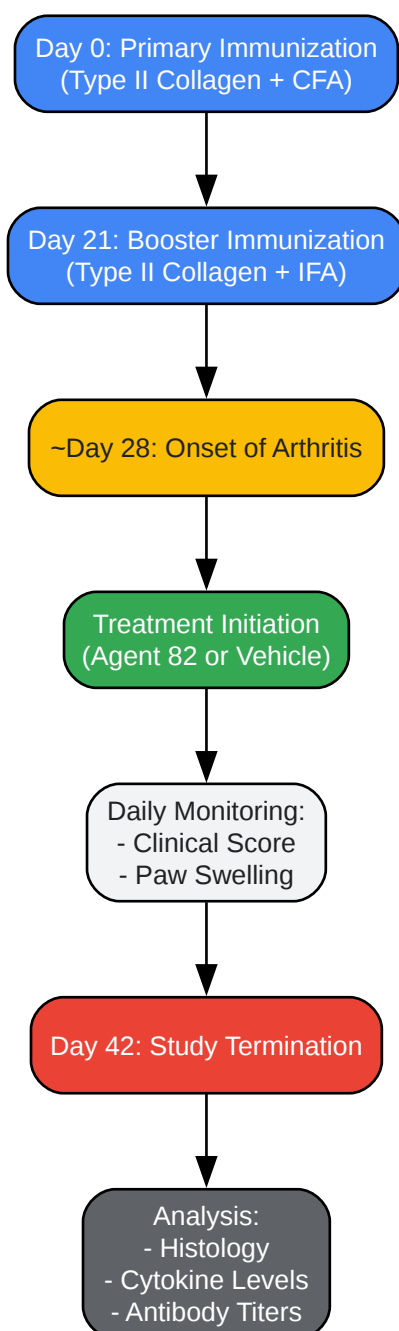 Day 0: Primary Immunization
(Type II Collagen + CFA)
Day 21: Booster Immunization
(Type II Collagen + IFA)
~Day 28: Onset of Arthritis
Treatment Initiation
(Agent 82 or Vehicle)
Daily Monitoring:
- Clinical Score
- Paw Swelling
Day 42: Study Termination
Analysis:
- Histology
- Cytokine Levels
- Antibody Titers